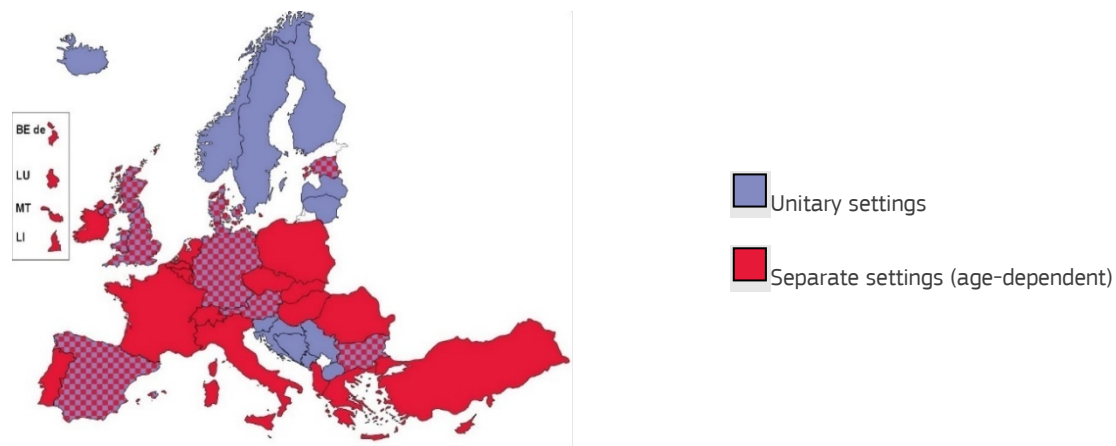 BE de
LU
MT
LI
Unitary settings
Separate settings (age-dependent)